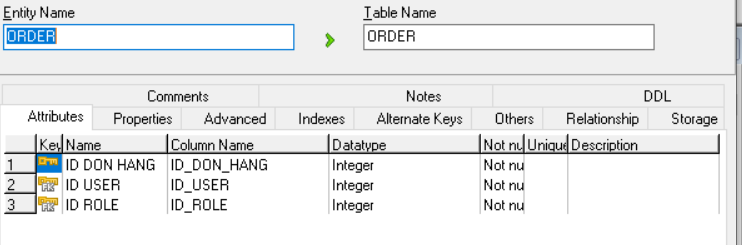 Entity Name Table Name
ORDER ORDER
Comments Notes DDL
Attributes Properties Advanced Indexes Alternate Keys Others Relationship Storage
Key Name Column Name Datatype Not nu Unique Description
1 ID DON HANG ID_DON_HANG Integer Not nu
2 FK ID USER ID_USER Integer Not nu
3 FK ID ROLE ID_ROLE Integer Not nu